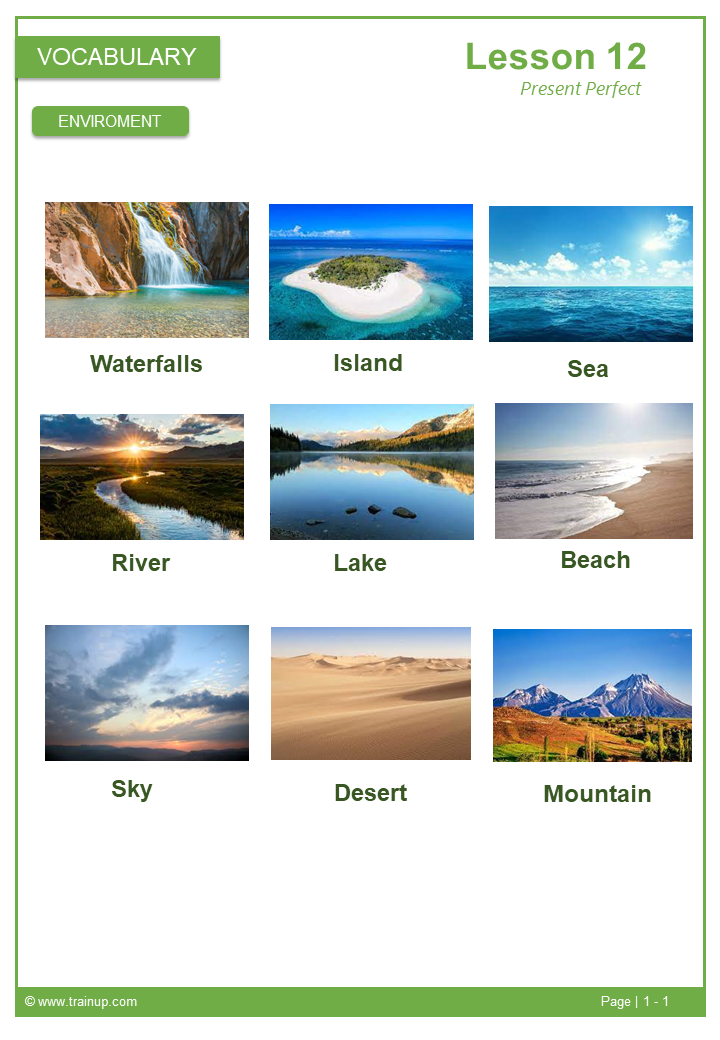 VOCABULARY
Lesson 12
Present Perfect
ENVIROMENT
Waterfalls
Island
Sea
River
Lake
Beach
Sky
Desert
Mountain
© www.trainup.com
Page | 1 - 1